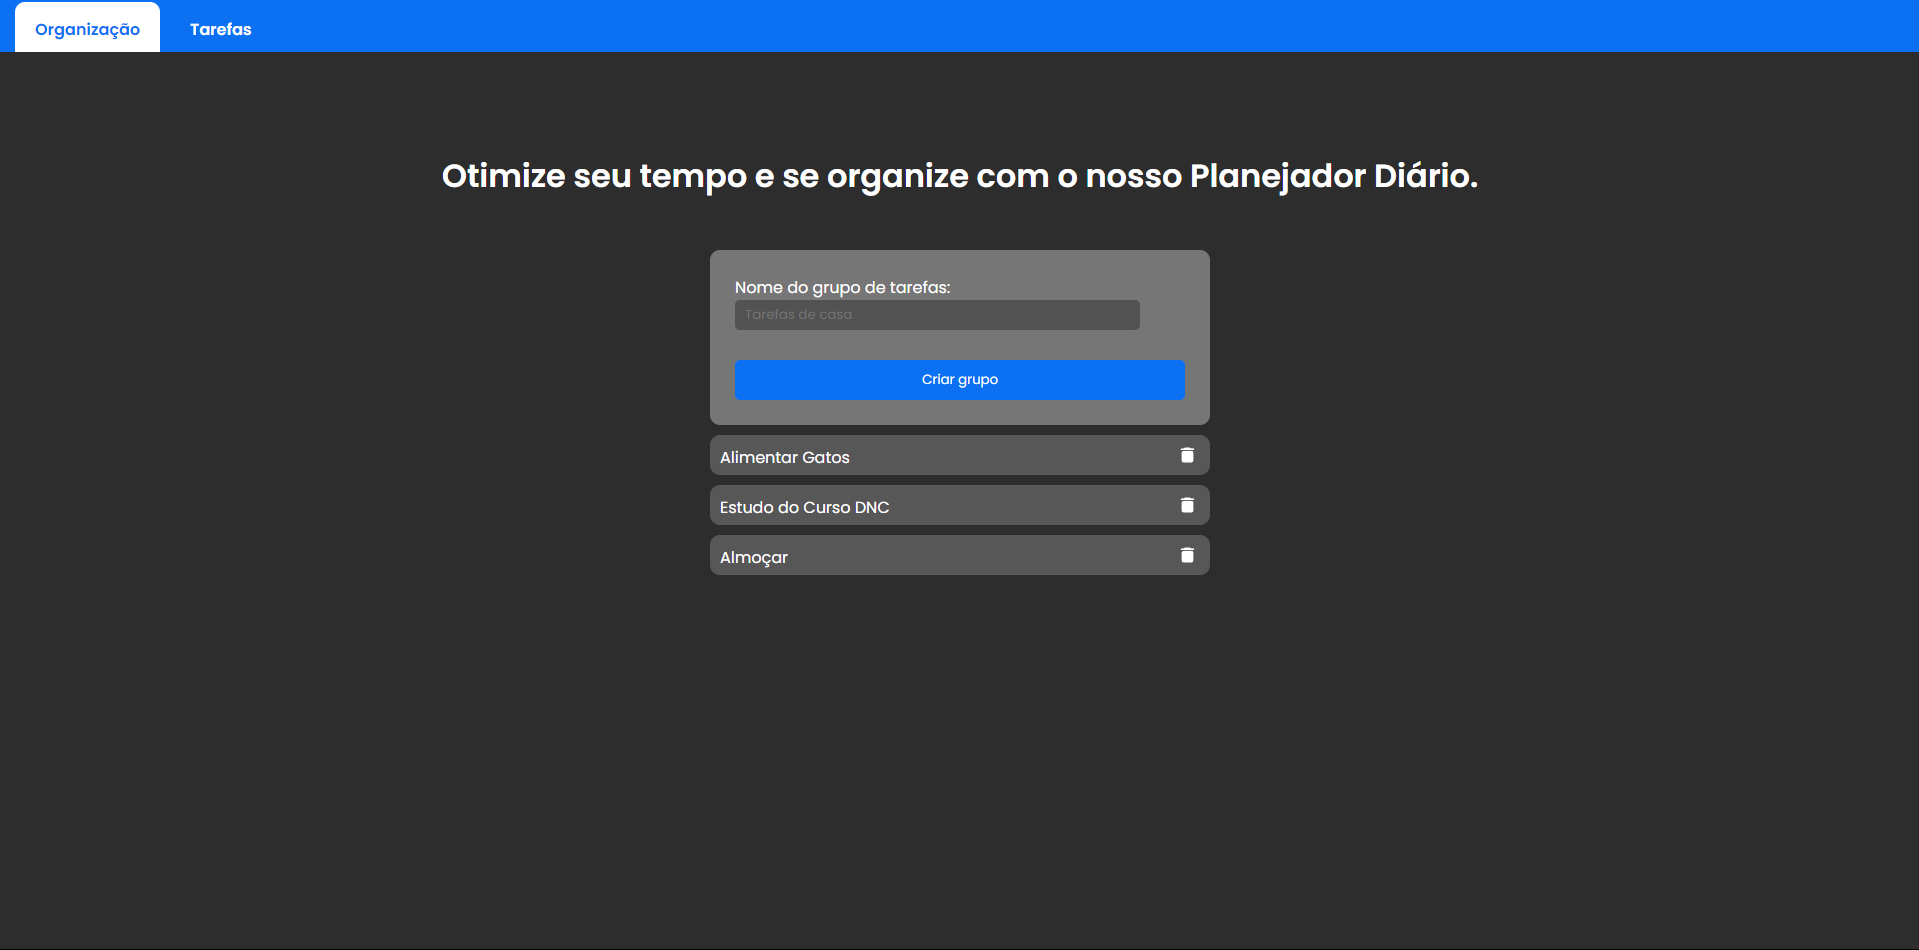 Organização Tarefas
Otimize seu tempo e se organize com o nosso Planejador Diário.
Nome do grupo de tarefas:
Tarefas de casa
Criar grupo
Alimentar Gatos
Estudo do Curso DNC
Almoçar